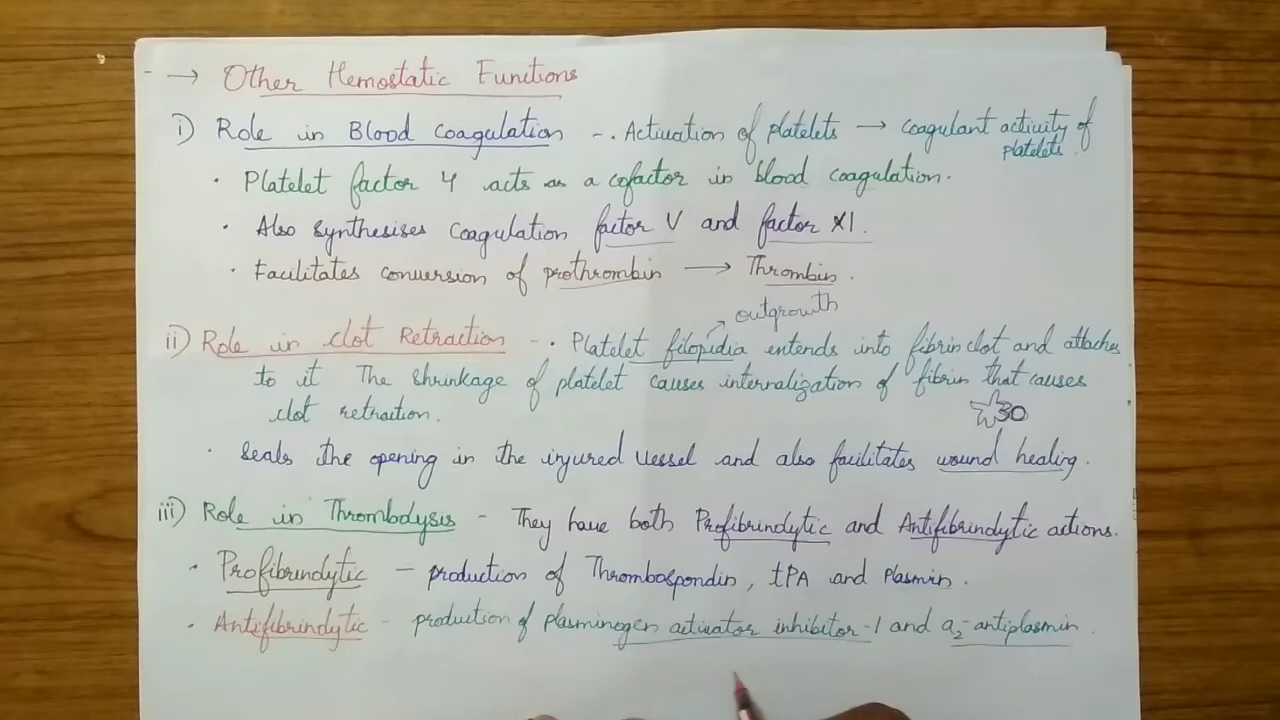 - → Other Hemostatic Functions
i) Role in Blood Coagulation - . Activation of platelets → coagulant activity of
platelets.
. Platelet factor 4 acts as a cofactor in blood coagulation.
. Also synthesises coagulation factor V and factor XI.
. Facilitates conversion of prothrombin → Thrombin.
outgrowth
ii) Role in Clot Retraction - . Platelet filopidia entends into fibrin clot and attaches
to it The shrinkage of platelet causes internalization of fibrin that causes
clot retraction.
30
. Seals the opening in the injured vessel and also facilitates wound healing.
iii) Role in Thrombolysis - They have both Profibrinolytic and Antifibrinolytic actions.
. Profibrinolytic - production of Thrombospondin, tPA and Plasmin.
. Antifibrinolytic - production of plasminogen activator inhibitor-1 and a₂-antiplasmin.